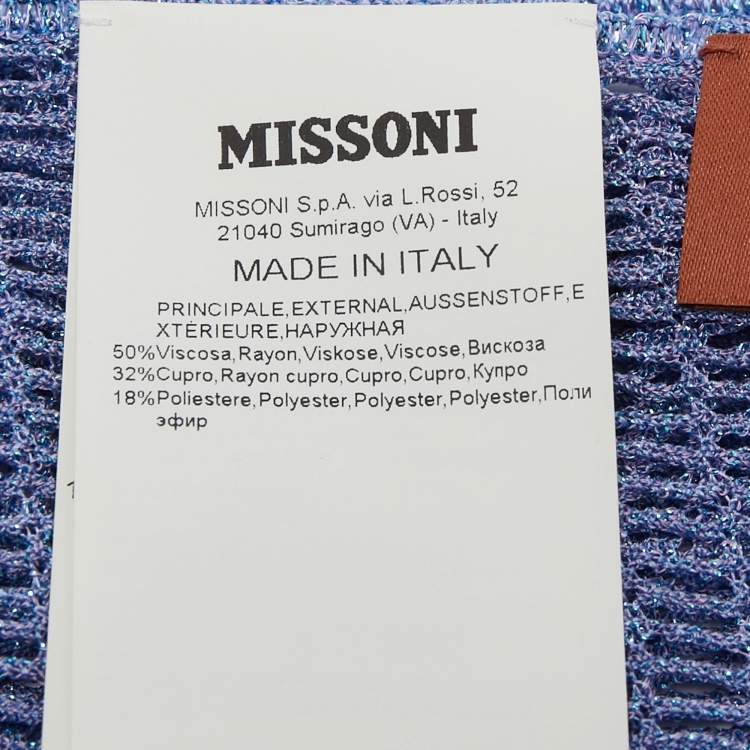 MISSONI
MISSONI S.p.A. via L.Rossi, 52
21040 Sumirago (VA) - Italy
MADE IN ITALY
PRINCIPALE,EXTERNAL,AUSSENSTOFF,E
XTÈRIEURE,НАРУЖНАЯ
50%Viscosa,Rayon,Viskose,Viscose,Вискоза
32%Cupro,Rayon cupro,Cupro,Cupro,Купро
18%Poliestere,Polyester,Polyester,Polyester,Поли
эфир